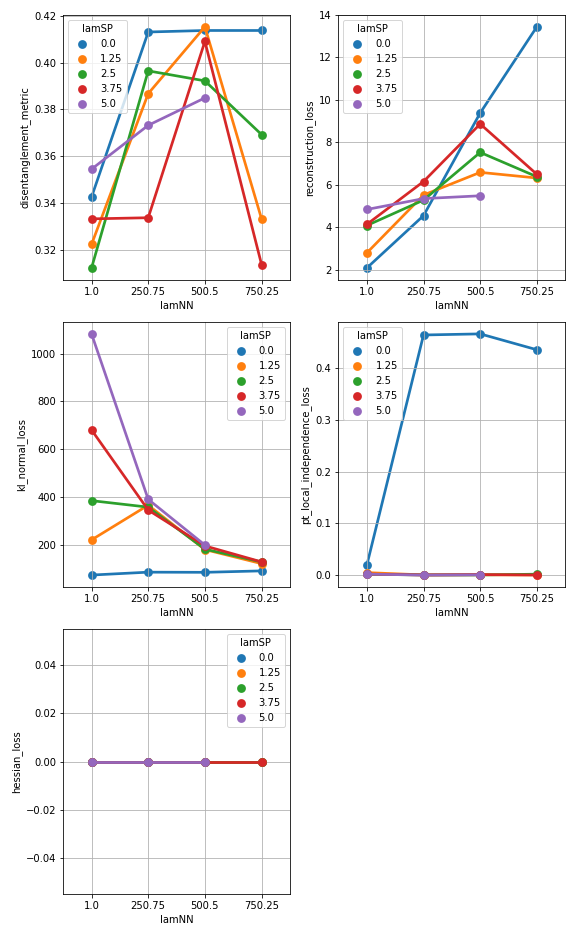 disentanglement_metric
0.42
0.40
0.38
0.36
0.34
0.32
lamSP
0.0
1.25
2.5
3.75
5.0
1.0 250.75 500.5 750.25
lamNN
reconstruction_loss
14
12
10
8
6
4
2
lamSP
0.0
1.25
2.5
3.75
5.0
1.0 250.75 500.5 750.25
lamNN
kl_normal_loss
1000
800
600
400
200
lamSP
0.0
1.25
2.5
3.75
5.0
1.0 250.75 500.5 750.25
lamNN
pt_local_independence_loss
0.4
0.3
0.2
0.1
0.0
lamSP
0.0
1.25
2.5
3.75
5.0
1.0 250.75 500.5 750.25
lamNN
hessian_loss
0.04
0.02
0.00
−0.02
−0.04
lamSP
0.0
1.25
2.5
3.75
5.0
1.0 250.75 500.5 750.25
lamNN